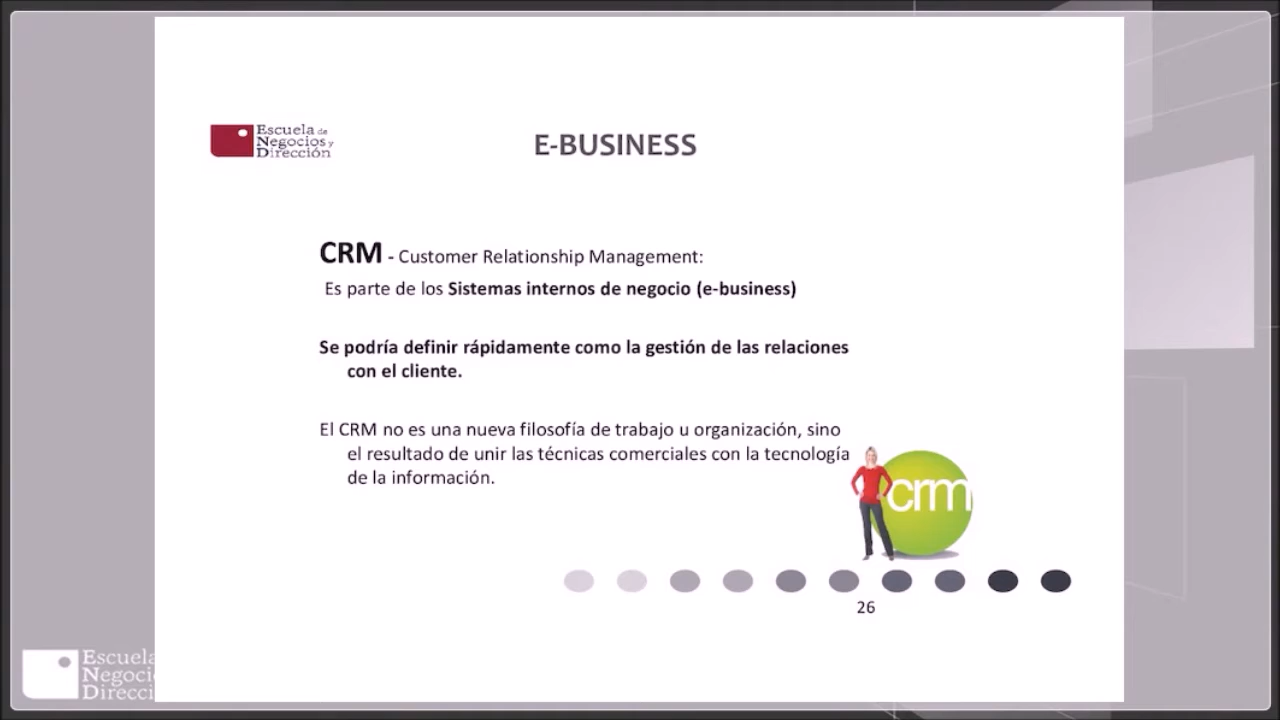 Escuela de
Negocios y
Dirección
E-BUSINESS
CRM - Customer Relationship Management:
Es parte de los Sistemas internos de negocio (e-business)
Se podría definir rápidamente como la gestión de las relaciones
con el cliente.
El CRM no es una nueva filosofía de trabajo u organización, sino
el resultado de unir las técnicas comerciales con la tecnología
de la información.
crm
26
Escuela
Negoci
Direcci